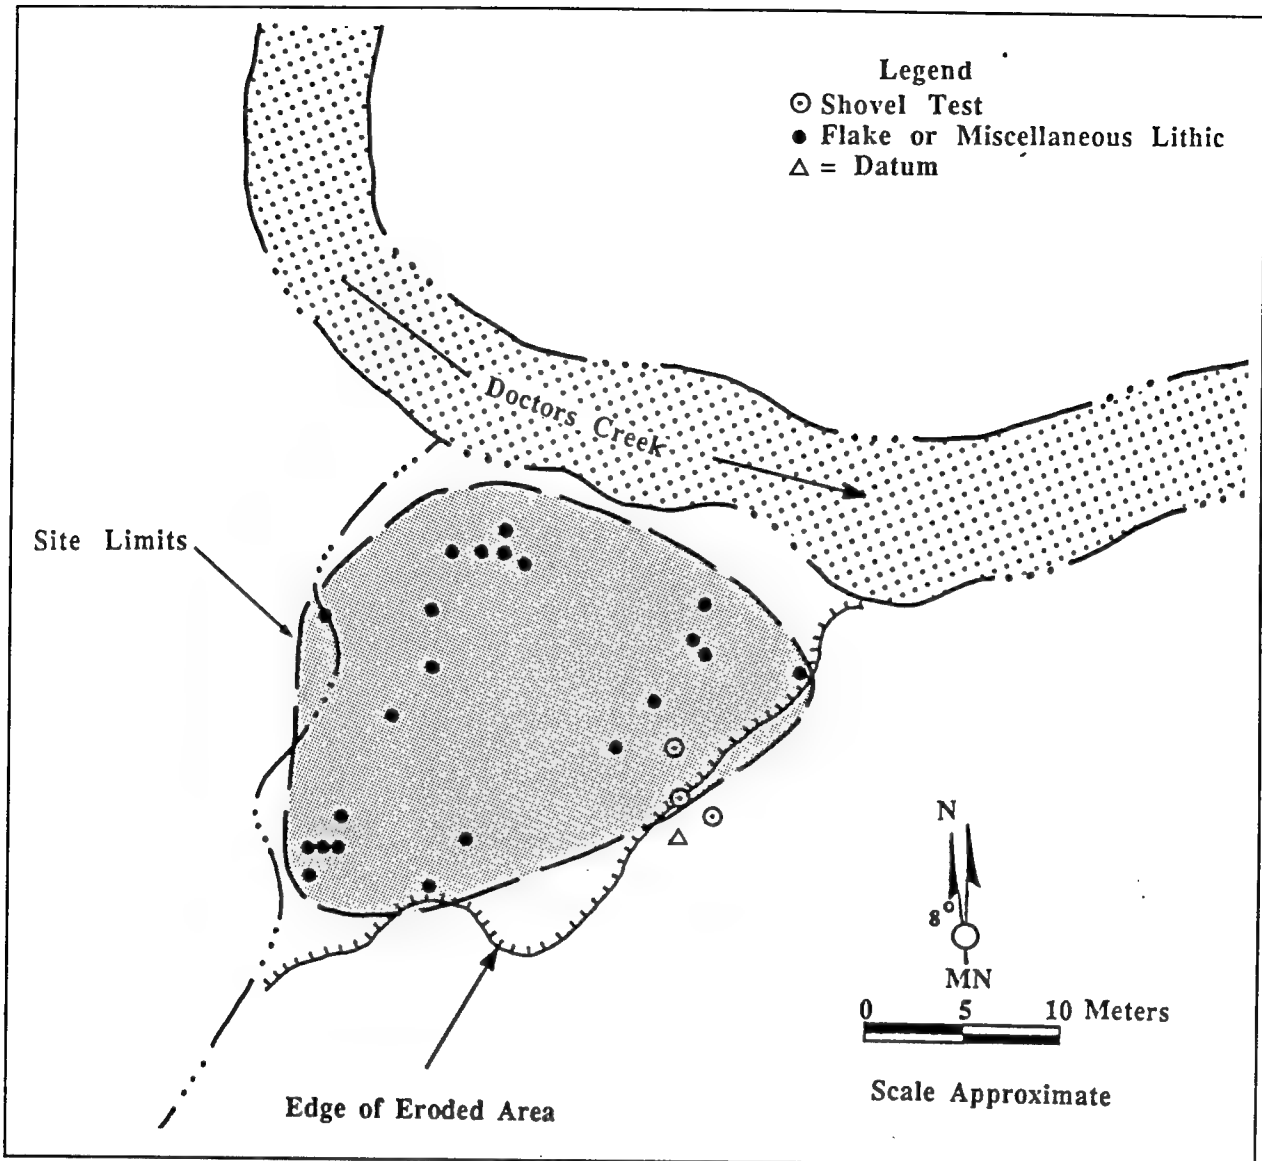 Legend
Shovel Test
Flake or Miscellaneous Lithic
= Datum
Doctors Creek
Site Limits
N
8°
MN
0 5 10 Meters
Scale Approximate
Edge of Eroded Area